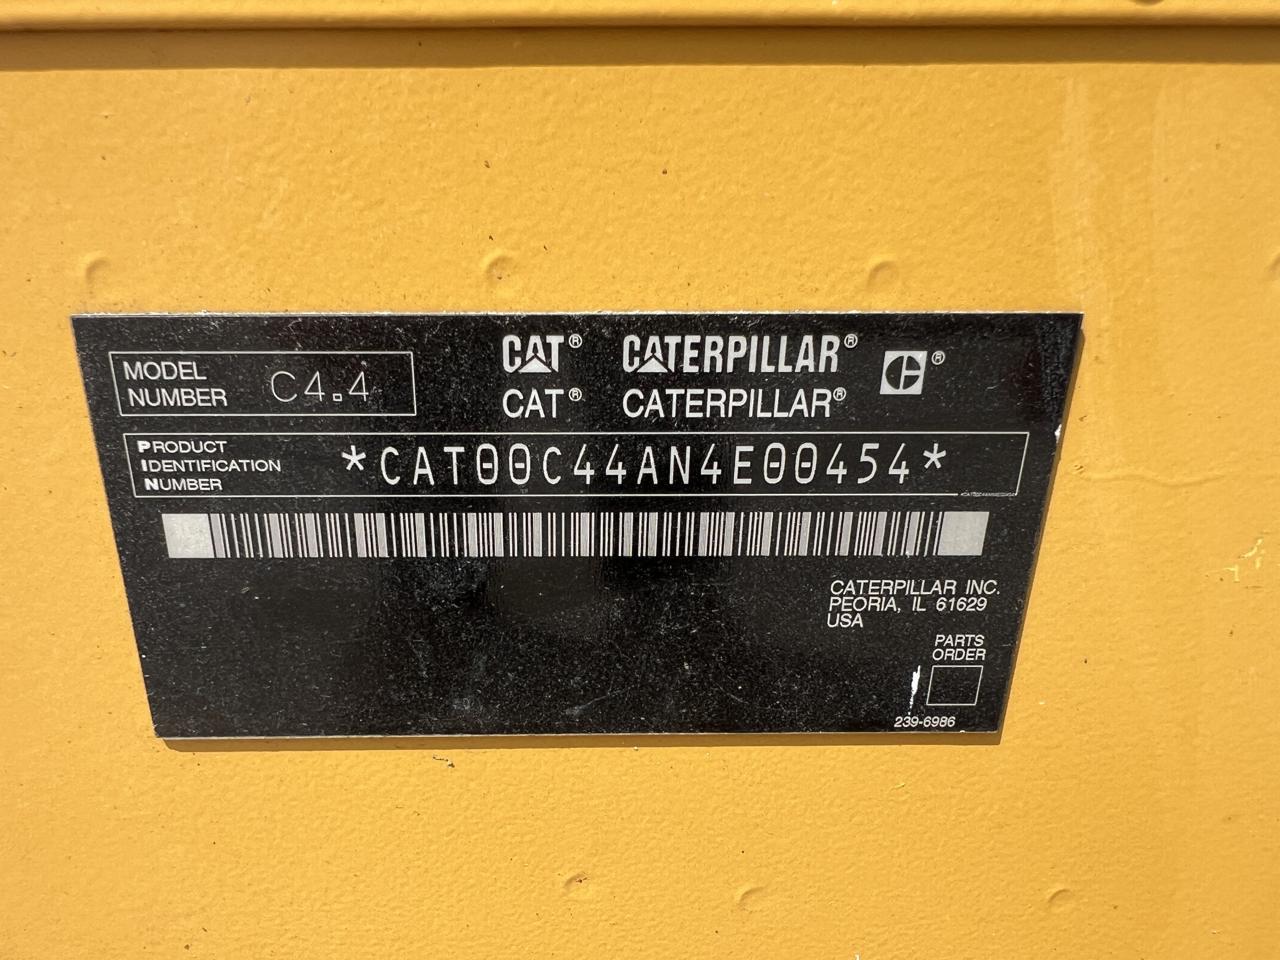 MODEL NUMBER C4.4
CAT® CATERPILLAR® C®
CAT® CATERPILLAR®
PRODUCT IDENTIFICATION NUMBER *CAT00C44AN4E00454*
CATERPILLAR INC.
PEORIA, IL 61629
USA
PARTS
ORDER
239-6986